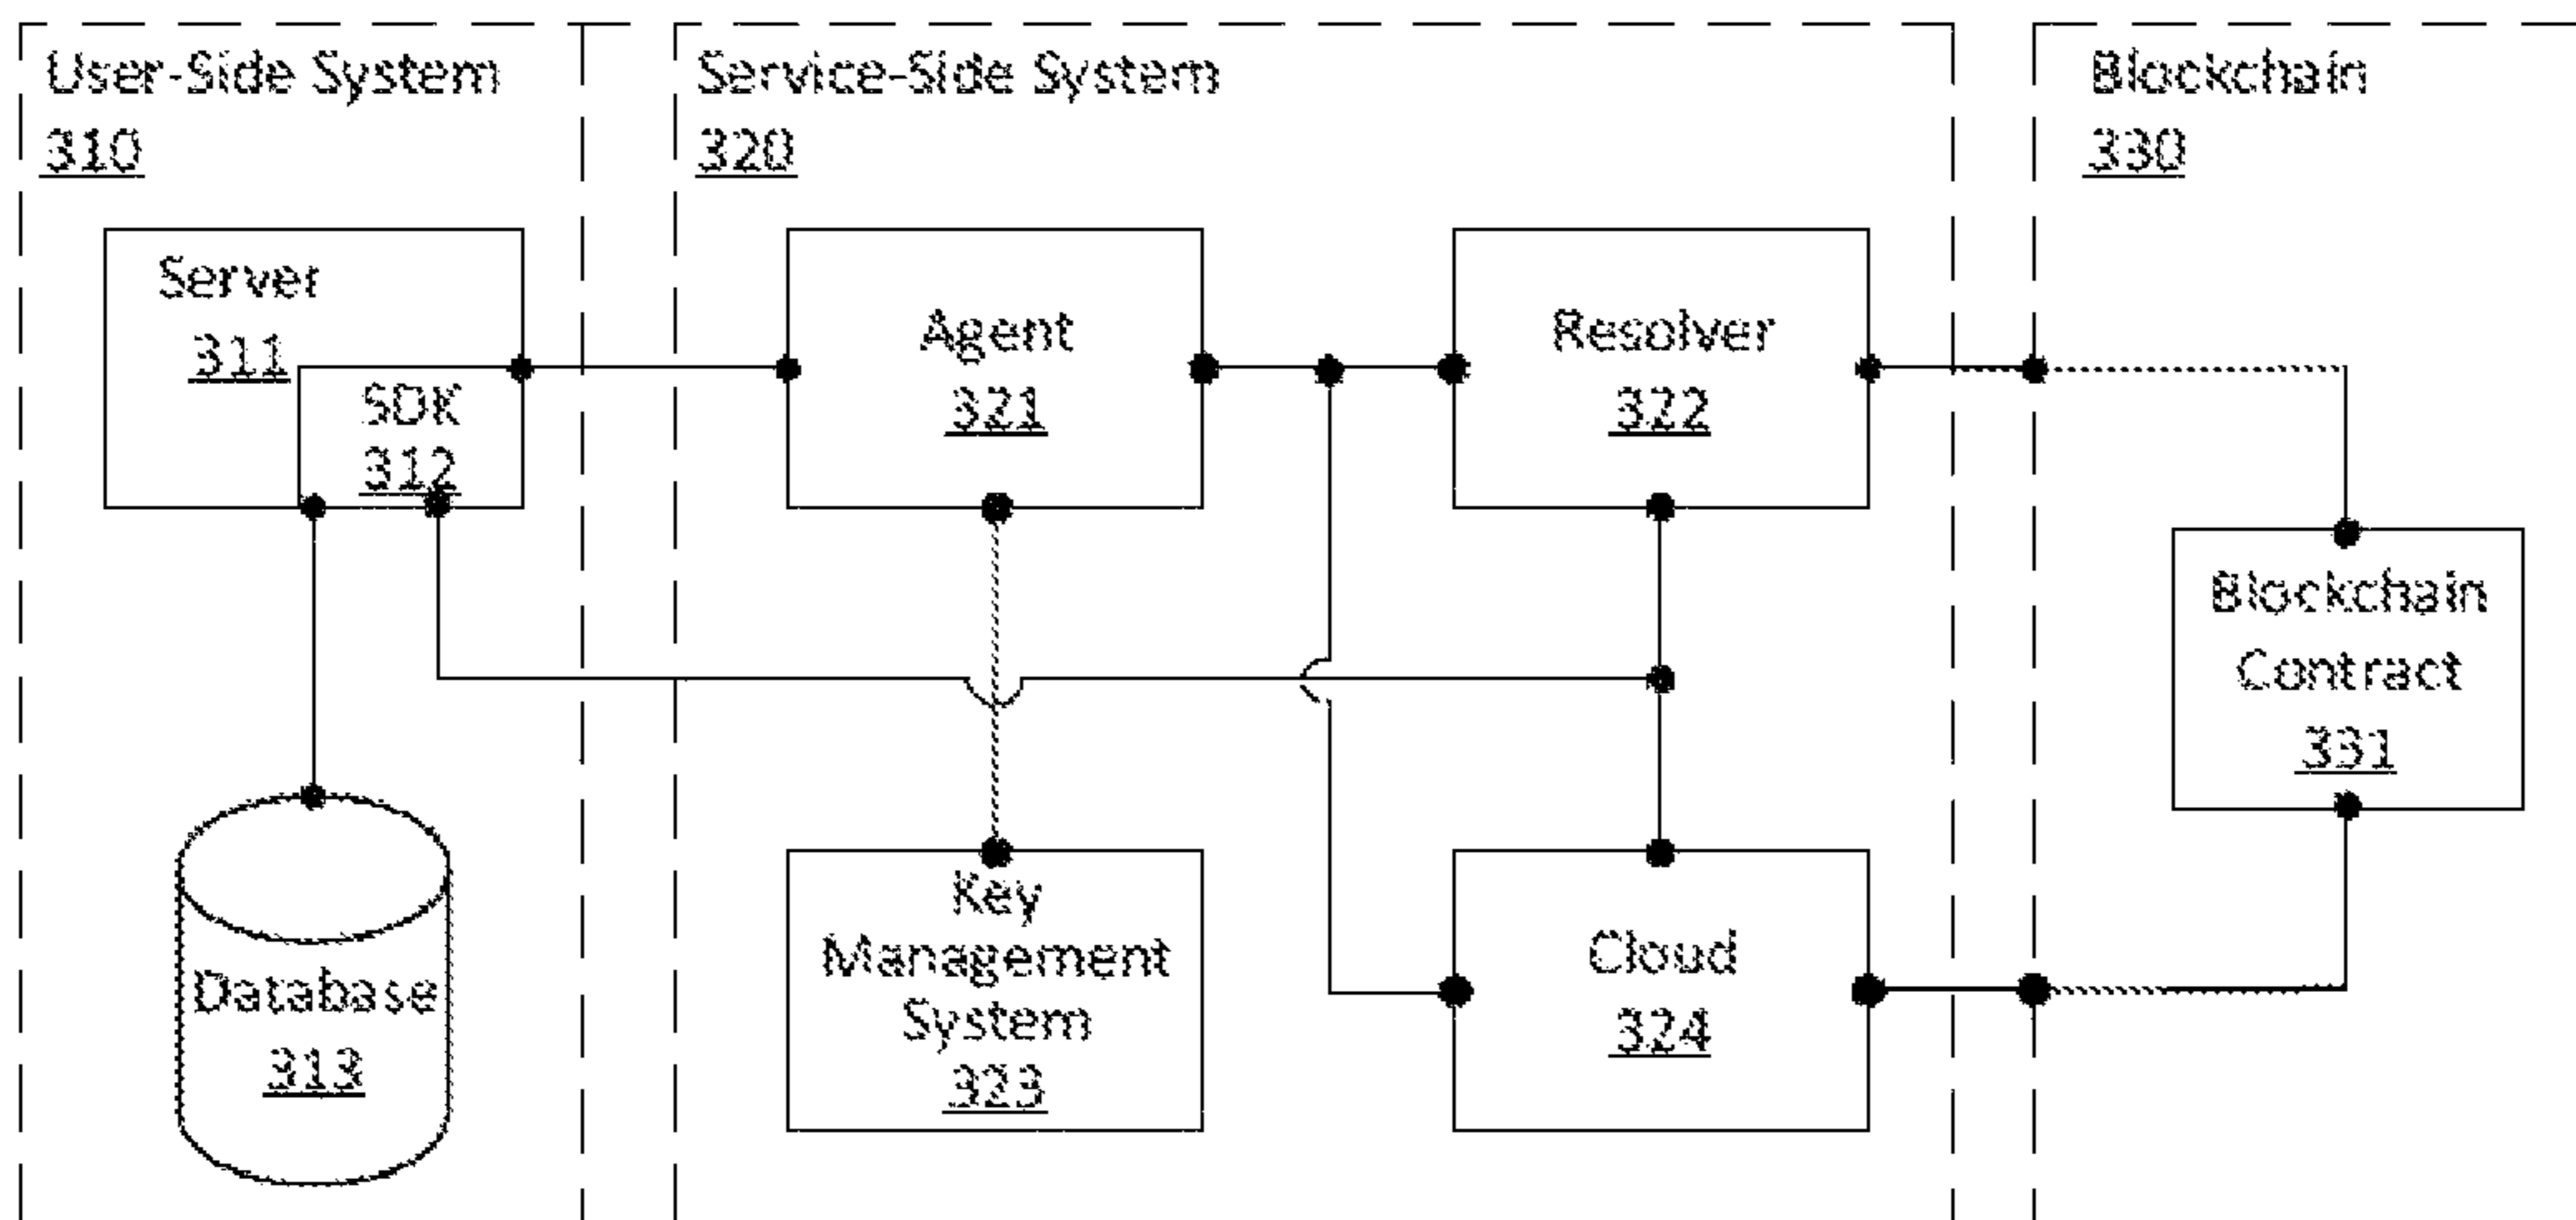 User-Side System
310
Service-Side System
320
Blockchain
330
Server
311
SDK
312
Agent
321
Resolver
322
Blockchain
Contract
331
Database
313
Key
Management
System
323
Cloud
324